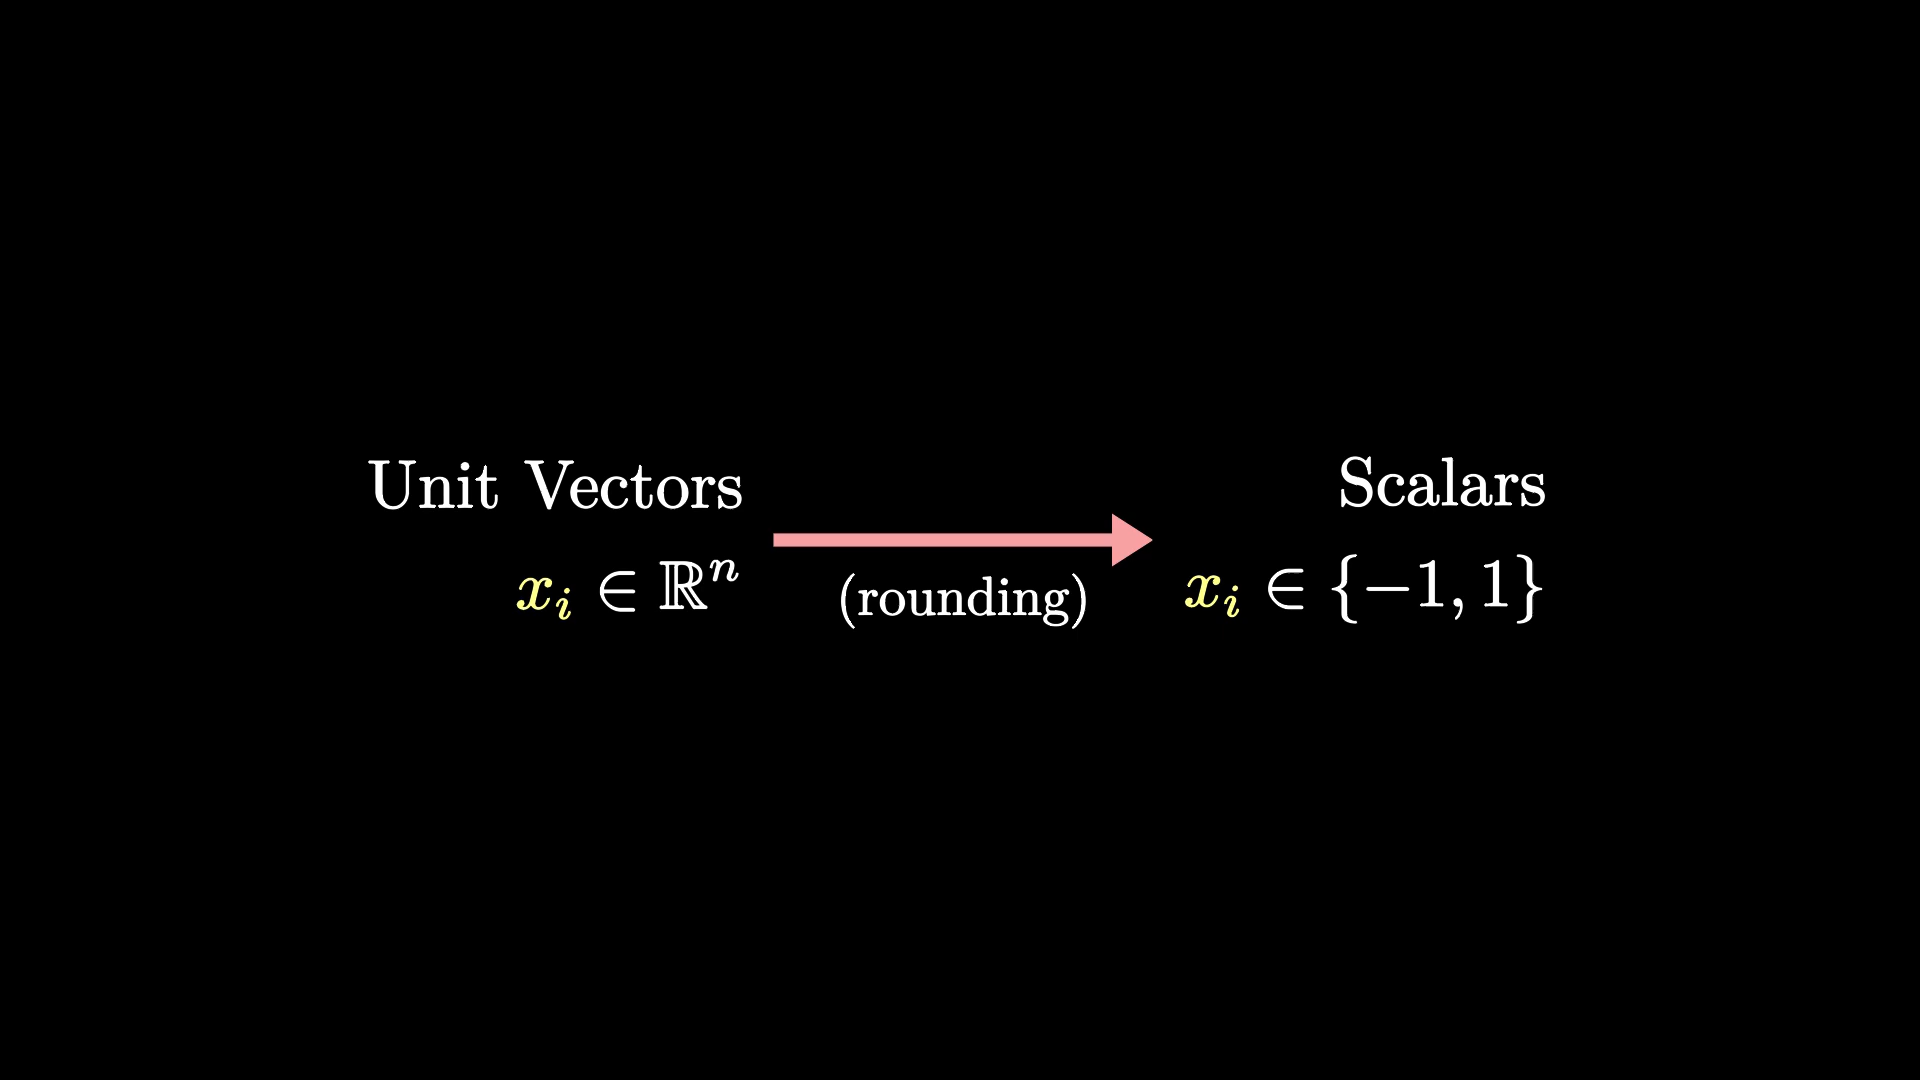 Unit Vectors
x_i ∈ ℝ^n
(rounding)
Scalars
x_i ∈ {−1, 1}